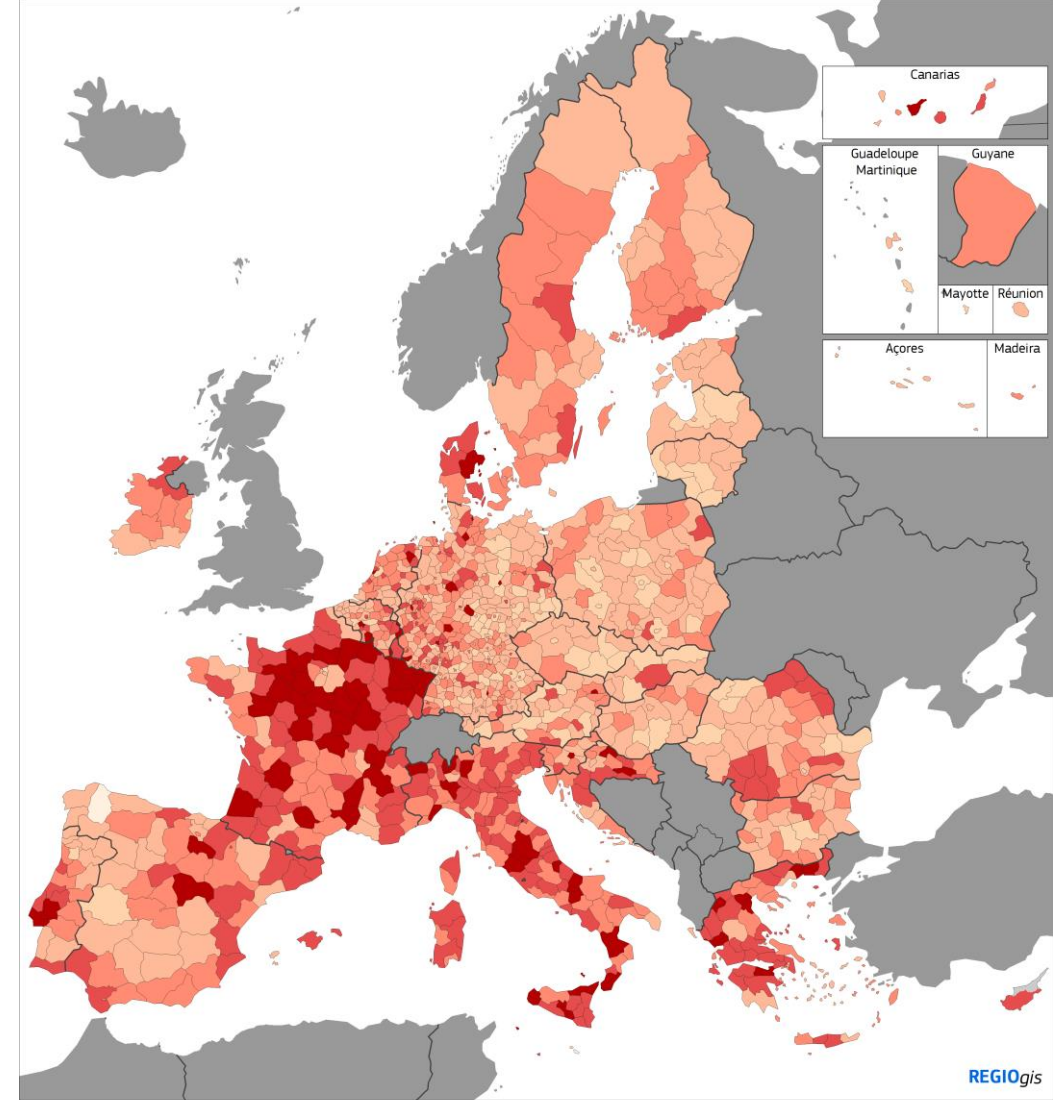 Canarias
Guadeloupe
Martinique
Guyane
Mayotte
Réunion
Açores
Madeira
REGIOgis